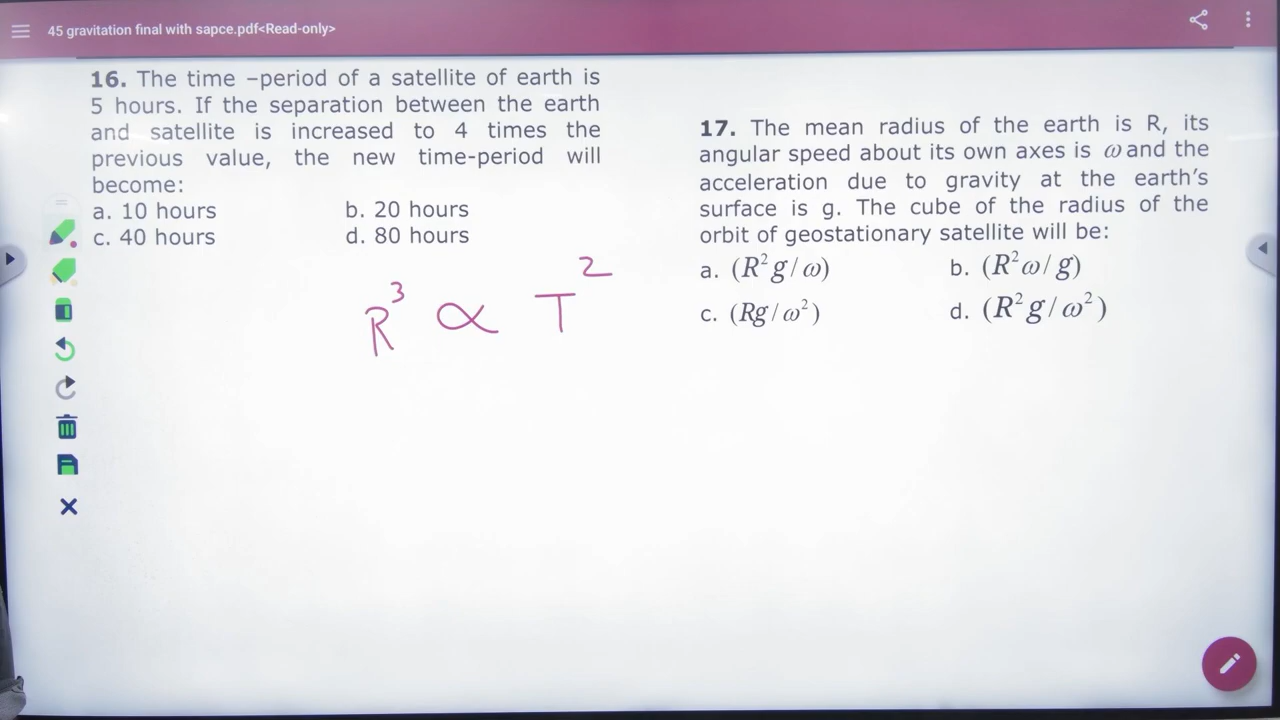 45 gravitation final with sapce.pdf<Read-only>
16. The time –period of a satellite of earth is
5 hours. If the separation between the earth
and satellite is increased to 4 times the
previous value, the new time-period will
become:
a. 10 hours b. 20 hours
c. 40 hours d. 80 hours
R³ ∝ T²
17. The mean radius of the earth is R, its
angular speed about its own axes is ω and the
acceleration due to gravity at the earth's
surface is g. The cube of the radius of the
orbit of geostationary satellite will be:
a. (R²g/ω) b. (R²ω/g)
c. (Rg/ω²) d. (R²g/ω²)